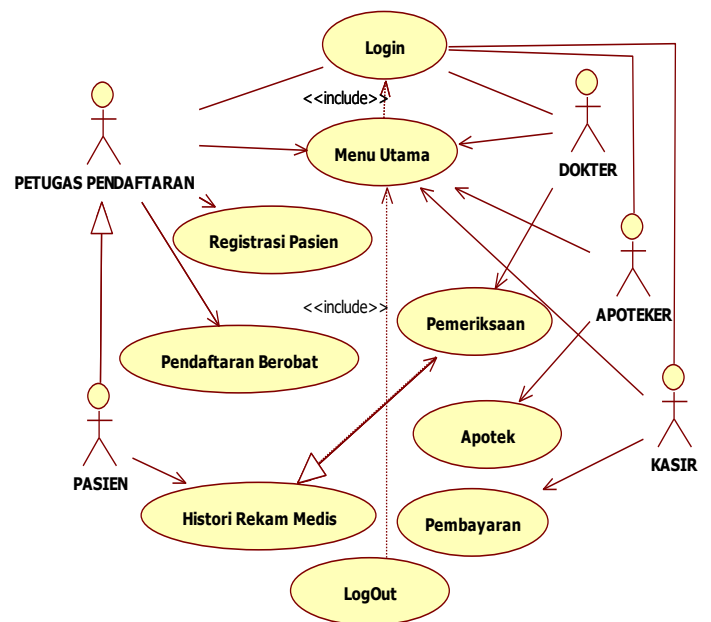 Login
<<include>>
Menu Utama
PETUGAS PENDAFTARAN
DOKTER
Registrasi Pasien
<<include>>
Pemeriksaan
APOTEKER
Pendaftaran Berobat
Apotek
PASIEN
KASIR
Histori Rekam Medis
Pembayaran
LogOut